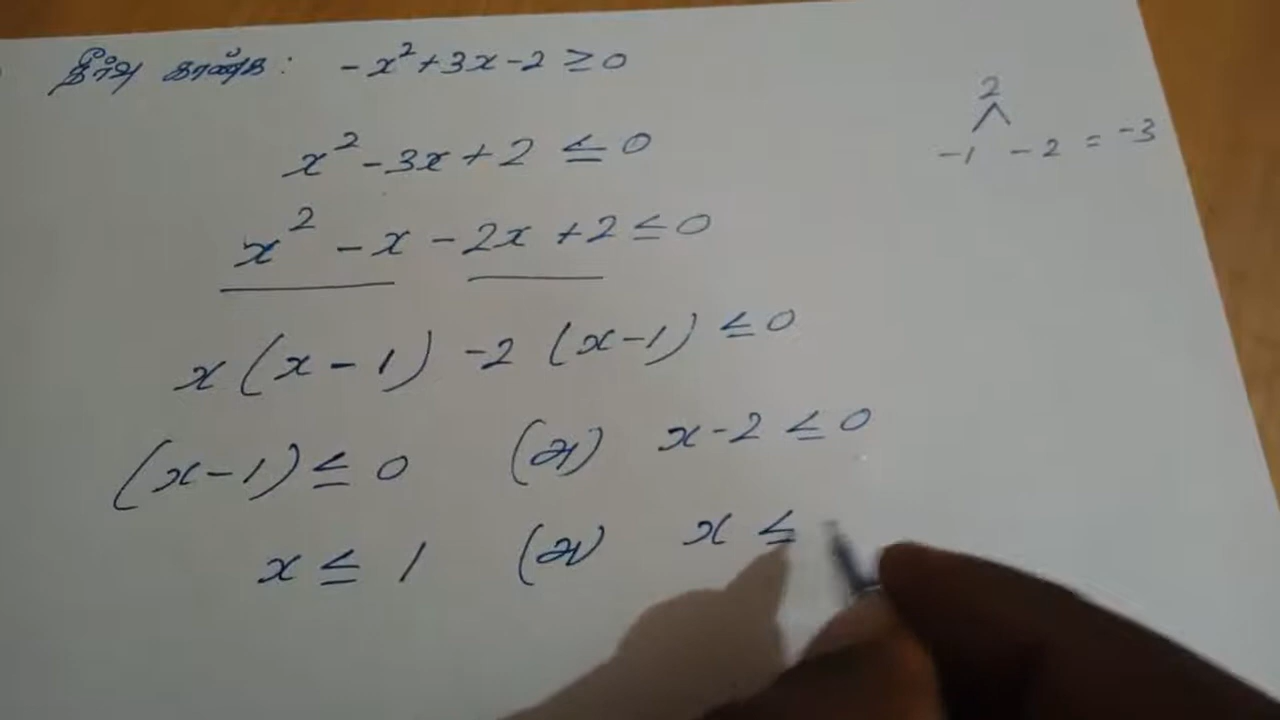 தீர்வு காண்க: -x²+3x-2 ≥0
2
-1 -2 = -3
x²-3x+2 ≤0
x² -x -2x +2≤0
x(x-1) -2 (x-1) ≤0
(x-1)≤ 0 (அ) x-2 ≤0
x ≤ 1 (அ) x ≤